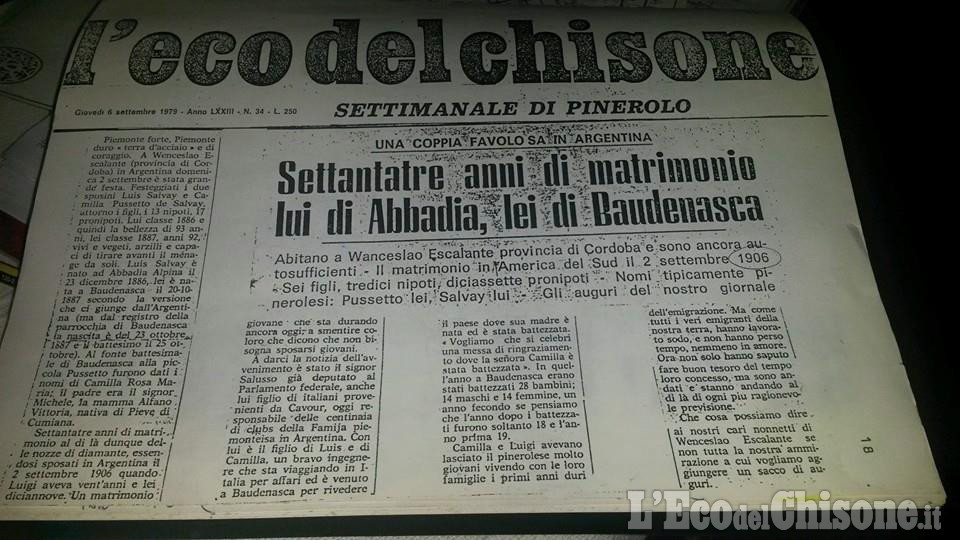 l'eco del chisone
Giovedì 6 settembre 1979 - Anno LXXIII - N. 34 - L. 250
SETTIMANALE DI PINEROLO
UNA COPPIA FAVOLOSA IN ARGENTINA
Settantatre anni di matrimonio
lui di Abbadia, lei di Baudenasca
Abitano a Wanceslao Escalante provincia di Cordoba e sono ancora au-
tosufficienti - Il matrimonio in America del Sud il 2 settembre 1906
- Sei figli, tredici nipoti, diciassette pronipoti - Nomi tipicamente pi-
nerolesi: Pussetto lei, Salvay lui - Gli auguri del nostro giornale
Piemonte forte, Piemonte
duro « terra d'acciaio » e di
coraggio. A Wenceslao E-
scalante (provincia di Cor-
doba) in Argentina domenica
2 settembre è stata gran-
de festa. Festeggiati i due
sposini Luis Salvay e Ca-
milla Pussetto de Salvay,
attorno i figli, i 13 nipoti, 17
pronipoti. Lui classe 1886 e
quindi la bellezza di 93 an-
ni, lei classe 1887, anni 92,
vivi e vegeti, arzilli e capa-
ci di tirare avanti il ména-
ge da soli. Luis Salvay è
nato ad Abbadia Alpina il
23 dicembre 1886, lei è na-
ta a Baudenasca il 20-10-
1887 secondo la versione
che ci giunge dall'Argenti-
na (ma dal registro della
parrocchia di Baudenasca
la nascita è del 23 ottobre
1887 e il battesimo il 25 ot-
tobre). Al fonte battesima-
le di Baudenasca alla pic-
cola Pussetto furono dati i
nomi di Camilla Rosa Ma-
ria; il padre era il signor
Michele, la mamma Alfano
Vittoria, nativa di Pieve di
Cumiana.
Settantatre anni di matri-
monio al di là dunque del-
le nozze di diamante, essen-
dosi sposati in Argentina il
2 settembre 1906 quando
Luigi aveva vent'anni e lei
diciannove. Un matrimonio
giovane che sta durando
ancora oggi a smentire co-
loro che dicono che non bi-
sogna sposarsi giovani.
A darci la notizia dell'av-
venimento è stato il signor
Salusso già deputato al
Parlamento federale, anche
lui figlio di italiani prove-
nienti da Cavour, oggi re-
sponsabile delle centinaia
di clubs della Famija pie-
monteisa in Argentina. Con
lui è il figlio di Luis e di
Camilla, un bravo ingegne-
re che sta viaggiando in I-
talia per affari ed è venuto
a Baudenasca per rivedere
il paese dove sua madre è
nata ed è stata battezzata.
« Vogliamo che si celebri
una messa di ringraziamen-
to dove la señora Camilla è
stata battezzata ». In quel-
l'anno a Baudenasca erano
stati battezzati 28 bambini;
14 maschi e 14 femmine, un
anno fecondo se pensiamo
che l'anno dopo i battezza-
ti furono soltanto 18 e l'an-
no prima 19.
Camilla e Luigi avevano
lasciato il pinerolese molto
giovani vivendo con le loro
famiglie i primi anni duri
dell'emigrazione. Ma come
tutti i veri emigranti della
nostra terra, hanno lavora-
to sodo, e non hanno perso
tempo, nemmeno in amore.
Ora non solo hanno saputo
fare buon tesoro del tempo
loro concesso, ma sono an-
dati e stanno andando al
di là di ogni più ragionevo-
le previsione.
Che cosa possiamo dire
ai nostri cari nonnetti di
Wenceslao Escalante se
non tutta la nostra ammi-
razione a cui vogliamo ag-
giungere un sacco di au-
guri.
18
L'EcodelChisone.it